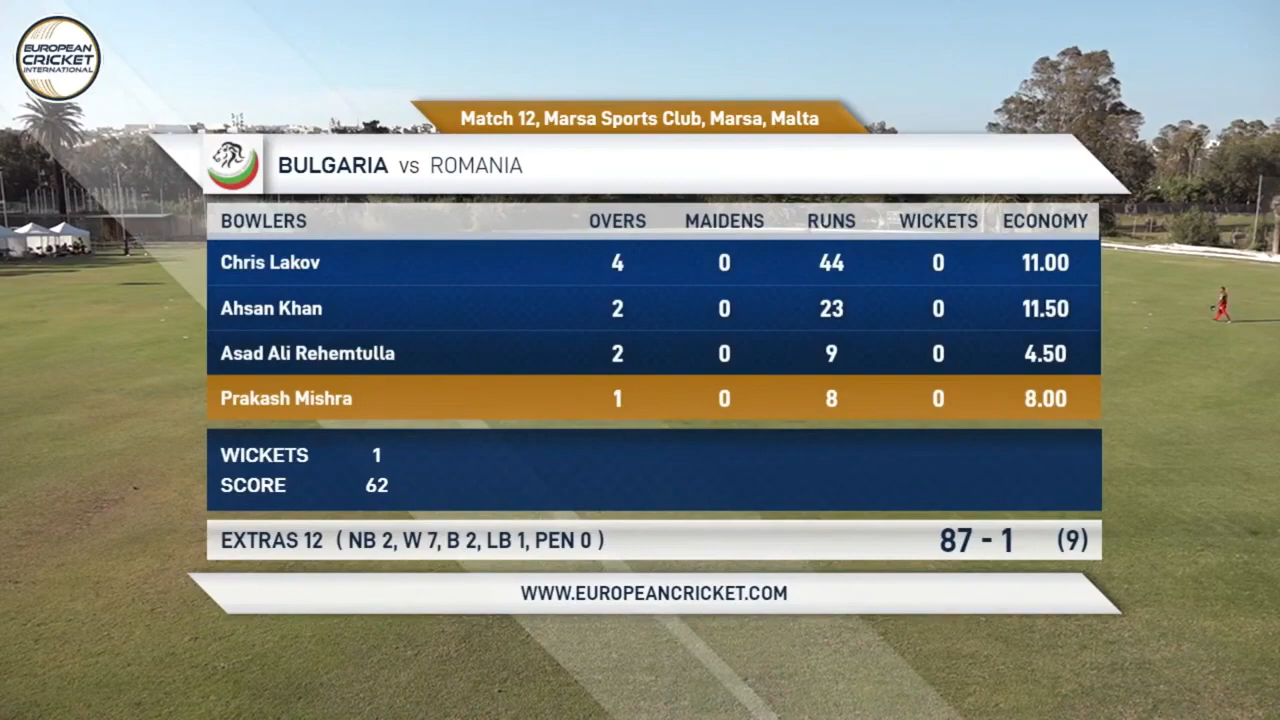 EUROPEAN
CRICKET
INTERNATIONAL
Match 12, Marsa Sports Club, Marsa, Malta
BULGARIA vs ROMANIA
BOWLERS OVERS MAIDENS RUNS WICKETS ECONOMY
Chris Lakov 4 0 44 0 11.00
Ahsan Khan 2 0 23 0 11.50
Asad Ali Rehemtulla 2 0 9 0 4.50
Prakash Mishra 1 0 8 0 8.00
WICKETS 1
SCORE 62
EXTRAS 12 ( NB 2, W 7, B 2, LB 1, PEN 0 ) 87 - 1 (9)
WWW.EUROPEANCRICKET.COM